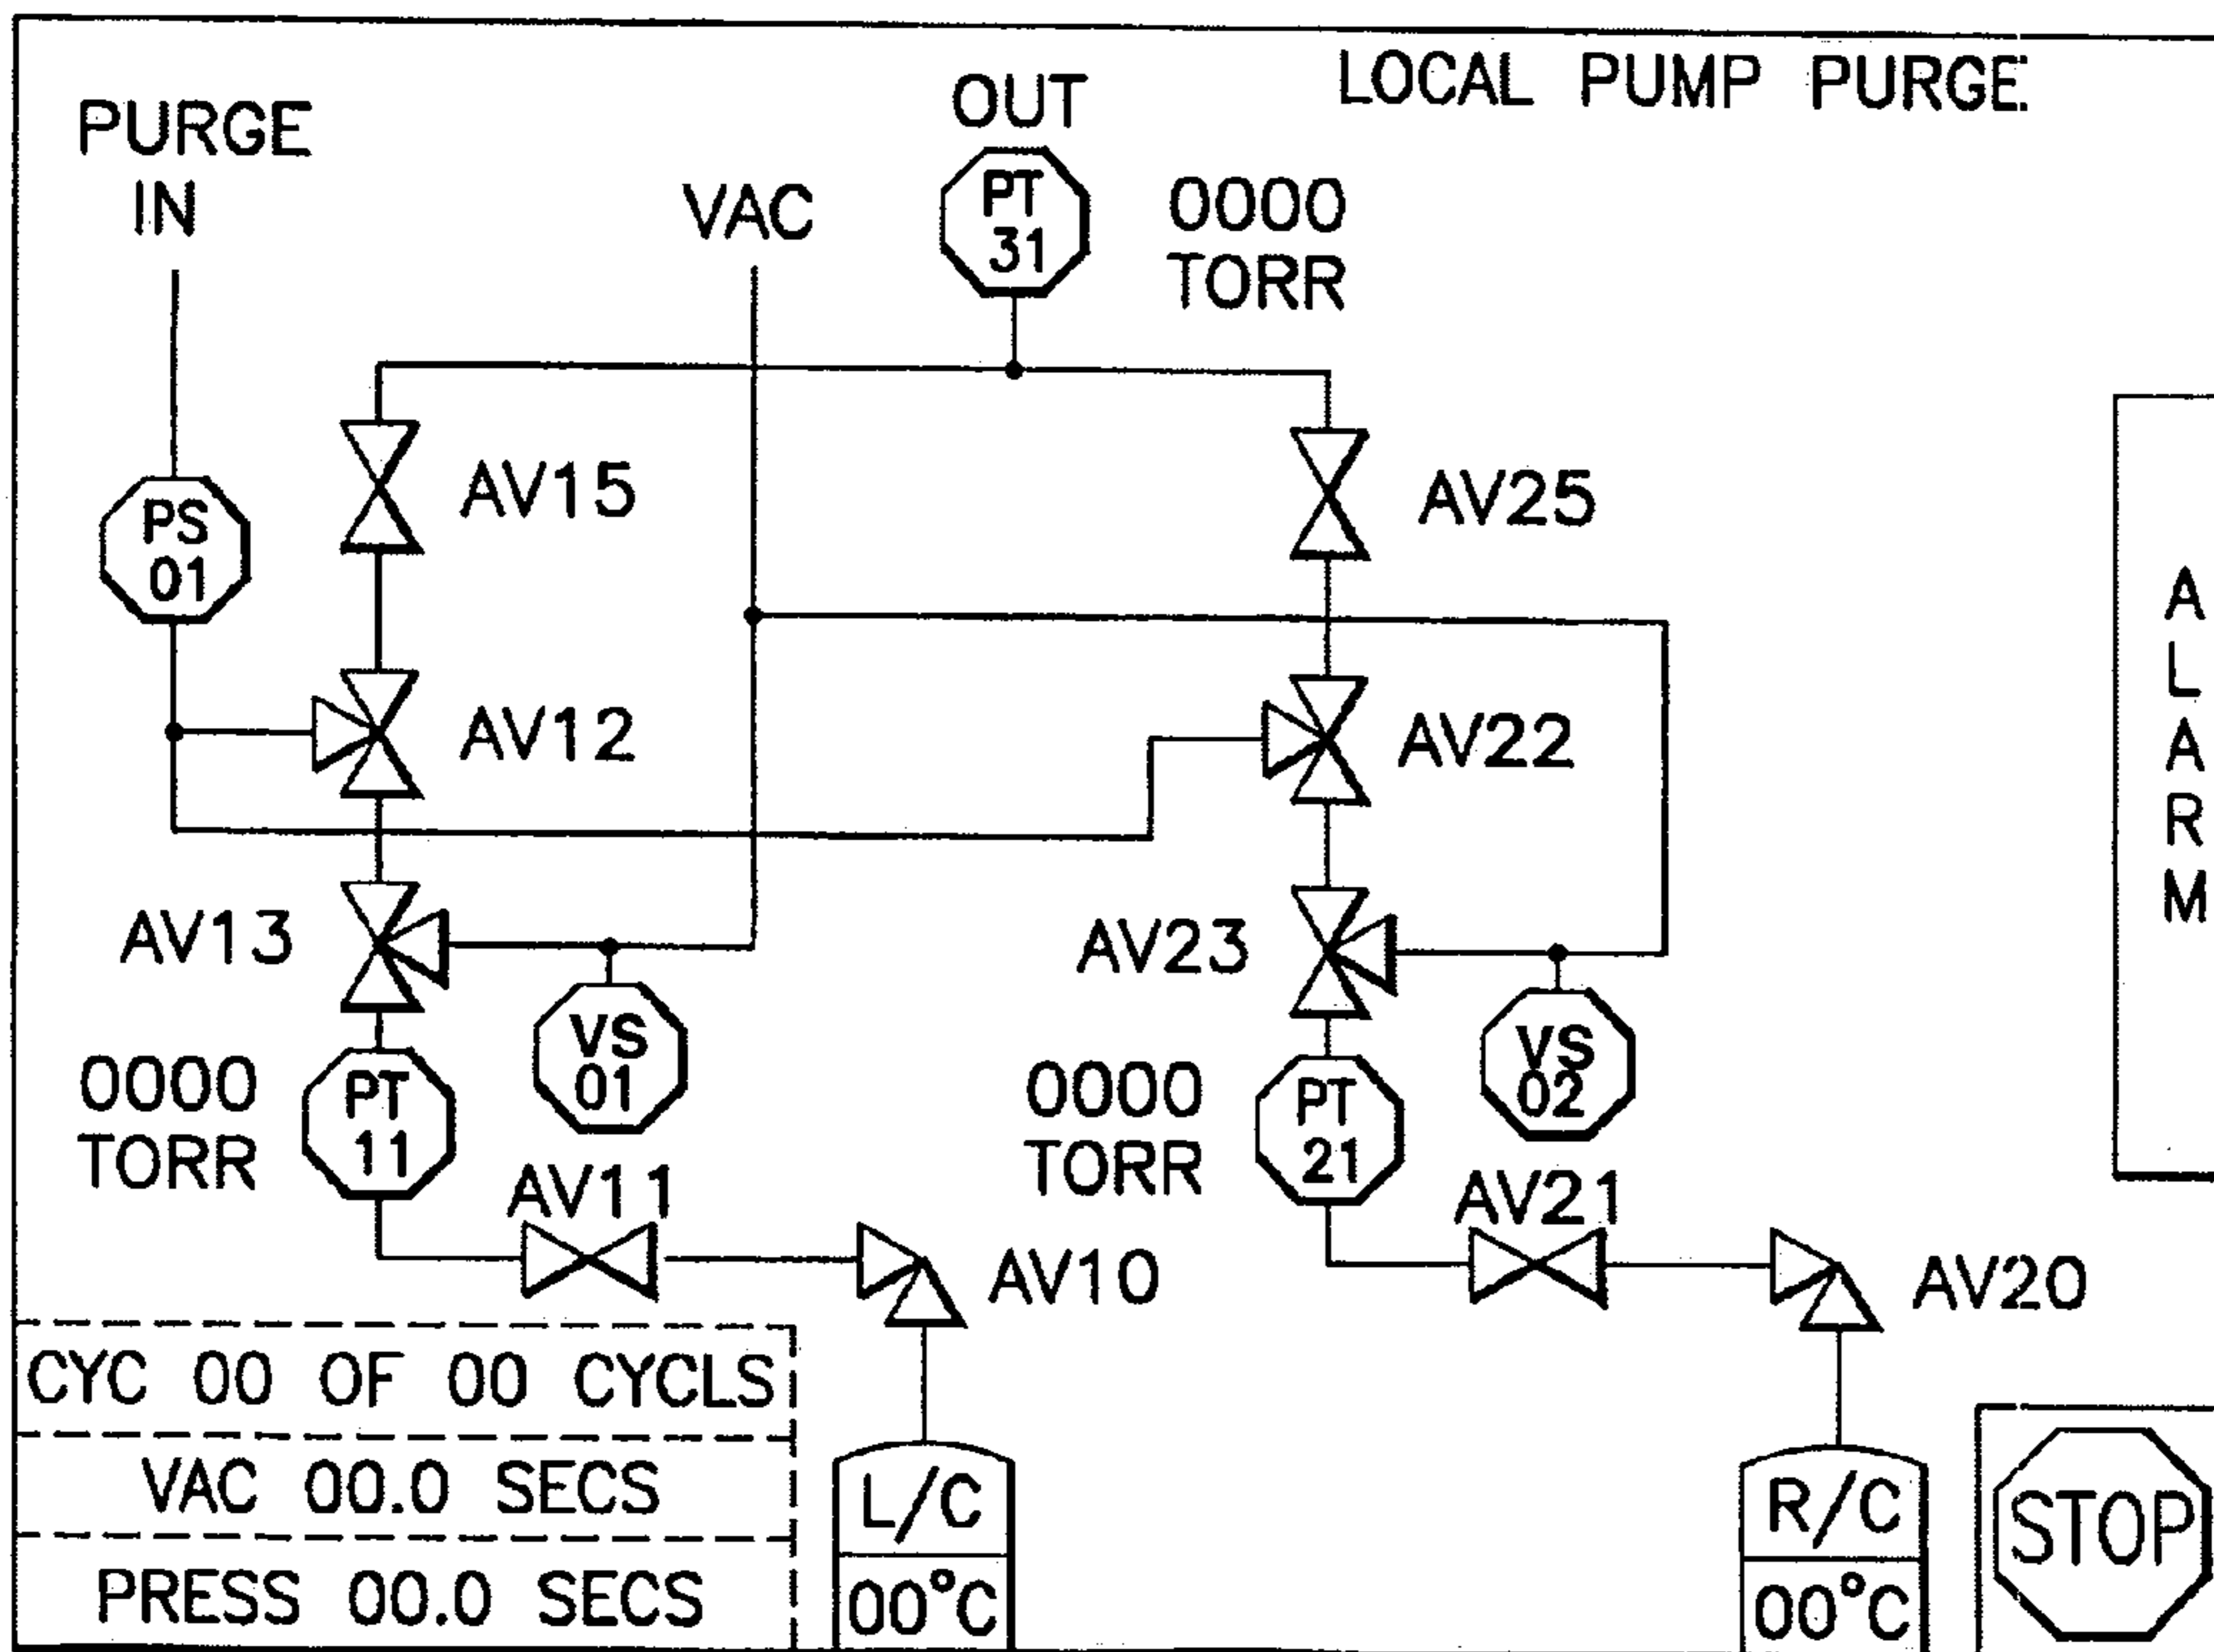 LOCAL PUMP PURGE
PURGE
IN
VAC
OUT
PT
31
0000
TORR
PS
01
AV15
AV25
AV12
AV22
AV13
AV23
VS
01
VS
02
0000
TORR
PT
11
0000
TORR
PT
21
AV11
AV10
AV21
AV20
A
L
A
R
M
CYC 00 OF 00 CYCLS
VAC 00.0 SECS
PRESS 00.0 SECS
L/C
00°C
R/C
00°C
STOP